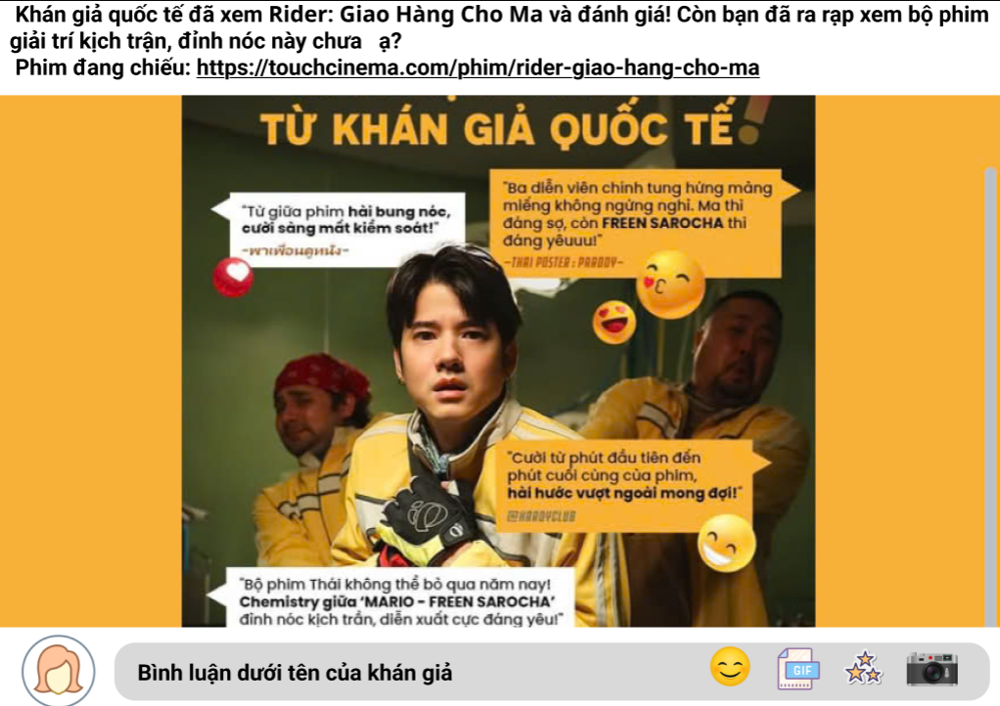 Khán giả quốc tế đã xem Rider: Giao Hàng Cho Ma và đánh giá! Còn bạn đã ra rạp xem bộ phim
giải trí kịch trận, đỉnh nóc này chưa ạ?
Phim đang chiếu: https://touchcinema.com/phim/rider-giao-hang-cho-ma
TỪ KHÁN GIẢ QUỐC TẾ!
"Từ giữa phim hài bung nóc,
cười sảng mất kiểm soát!"
-พาเพื่อนดูหนัง-
"Ba diễn viên chính tung hứng mảng
miếng không ngừng nghỉ. Ma thì
đáng sợ, còn FREEN SAROCHA thì
đáng yêuuu!"
-THAI POSTER : PARODY-
"Cười từ phút đầu tiên đến
phút cuối cùng của phim,
hài hước vượt ngoài mong đợi!"
@HARDYCLUB
"Bộ phim Thái không thể bỏ qua năm nay!
Chemistry giữa 'MARIO - FREEN SAROCHA'
đỉnh nóc kịch trần, diễn xuất cực đáng yêu!"
Bình luận dưới tên của khán giả
GIF